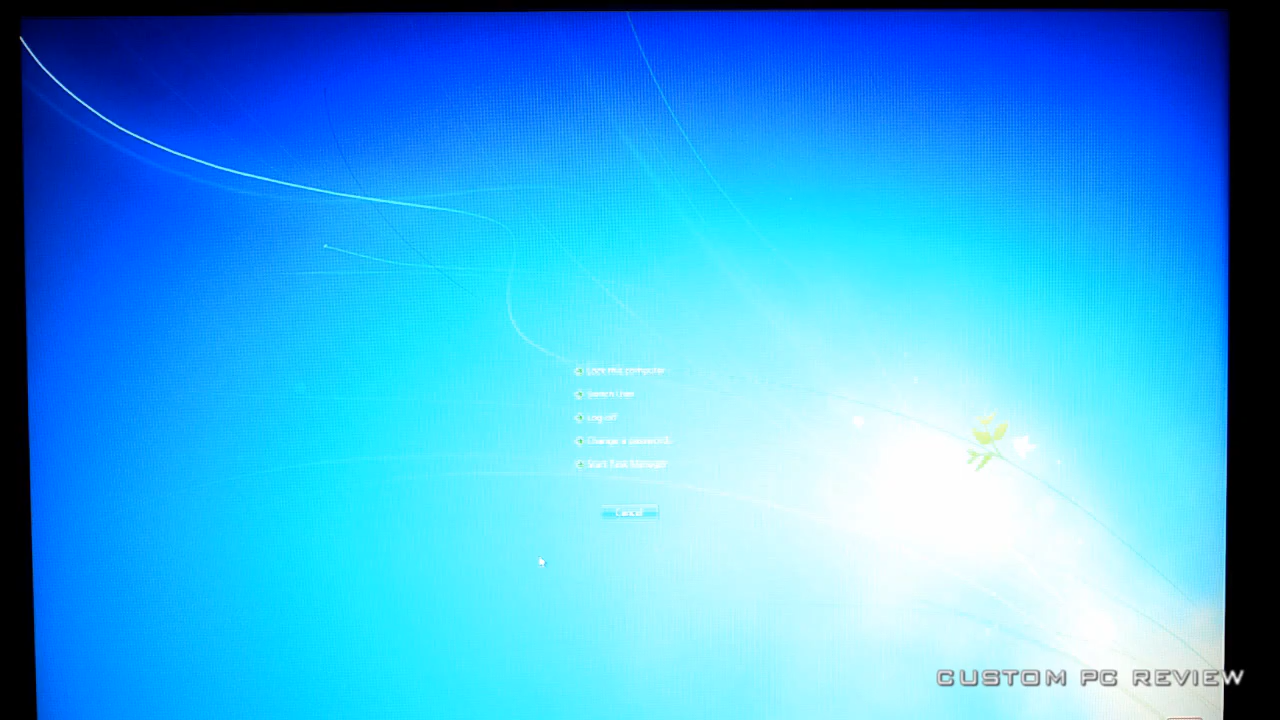 Lock this computer
Switch User
Log off
Change a password...
Start Task Manager
Cancel
CUSTOM PC REVIEW